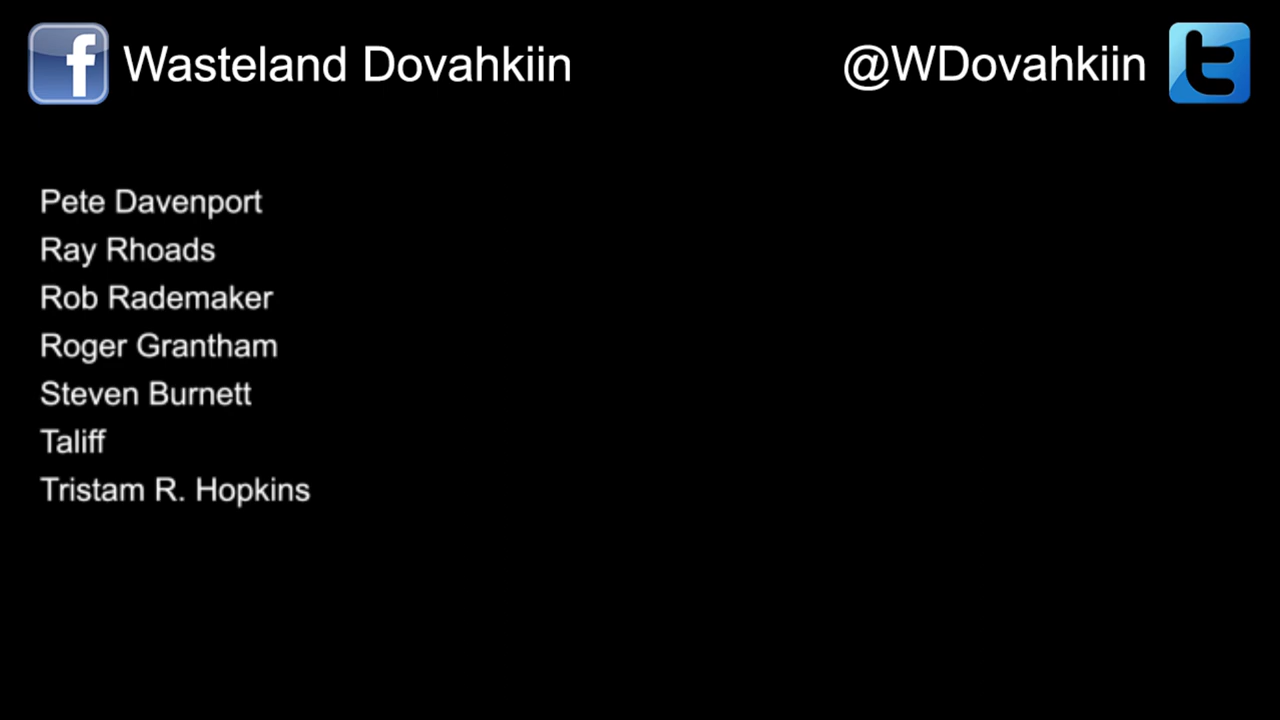 Wasteland Dovahkiin
@WDovahkiin
Pete Davenport
Ray Rhoads
Rob Rademaker
Roger Grantham
Steven Burnett
Taliff
Tristam R. Hopkins